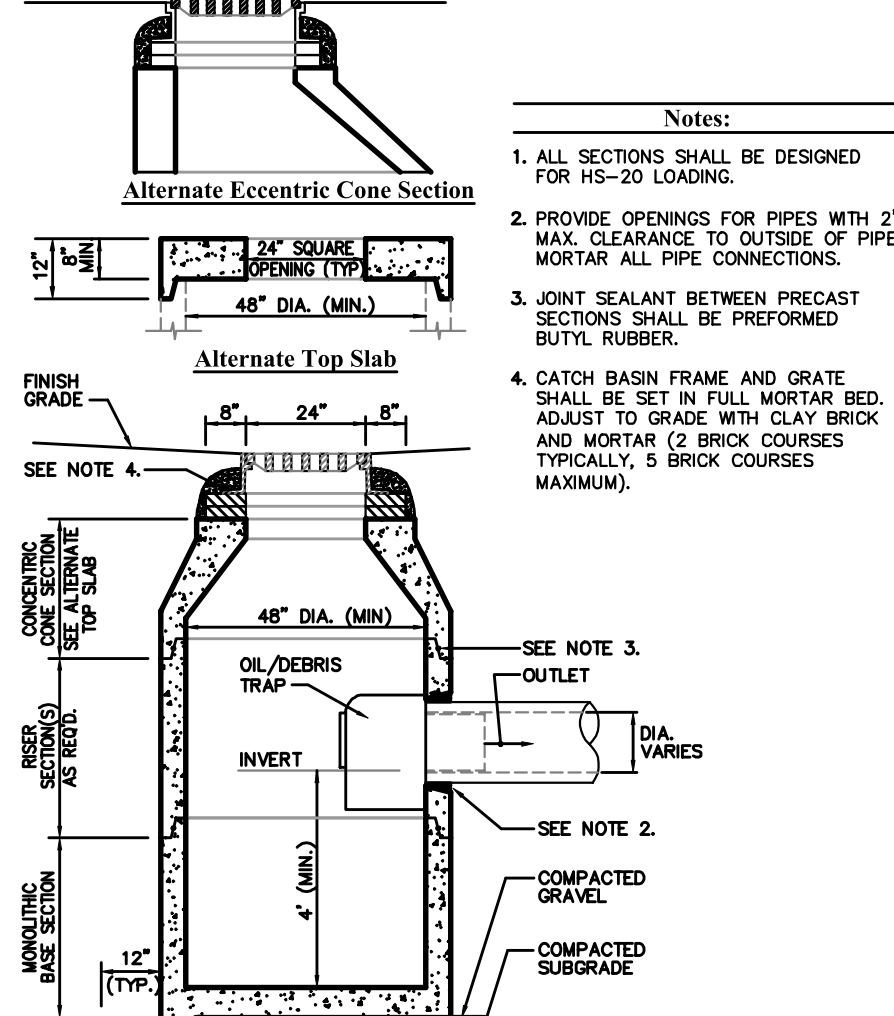 Alternate Eccentric Cone Section
12"
8"
MIN
24" SQUARE
OPENING (TYP)
48" DIA. (MIN.)
Alternate Top Slab
Notes:
1. ALL SECTIONS SHALL BE DESIGNED
FOR HS-20 LOADING.
2. PROVIDE OPENINGS FOR PIPES WITH 2"
MAX. CLEARANCE TO OUTSIDE OF PIPE
MORTAR ALL PIPE CONNECTIONS.
3. JOINT SEALANT BETWEEN PRECAST
SECTIONS SHALL BE PREFORMED
BUTYL RUBBER.
4. CATCH BASIN FRAME AND GRATE
SHALL BE SET IN FULL MORTAR BED.
ADJUST TO GRADE WITH CLAY BRICK
AND MORTAR (2 BRICK COURSES
TYPICALLY, 5 BRICK COURSES
MAXIMUM).
FINISH
GRADE
8"
24"
8"
SEE NOTE 4.
CONCENTRIC
CONE SECTION
SEE ALTERNATE
TOP SLAB
48" DIA. (MIN)
SEE NOTE 3.
OIL/DEBRIS
TRAP
OUTLET
RISER
SECTION(S)
AS REQ'D.
DIA.
VARIES
INVERT
SEE NOTE 2.
4' (MIN.)
MONOLITHIC
BASE SECTION
COMPACTED
GRAVEL
12"
(TYP.)
COMPACTED
SUBGRADE